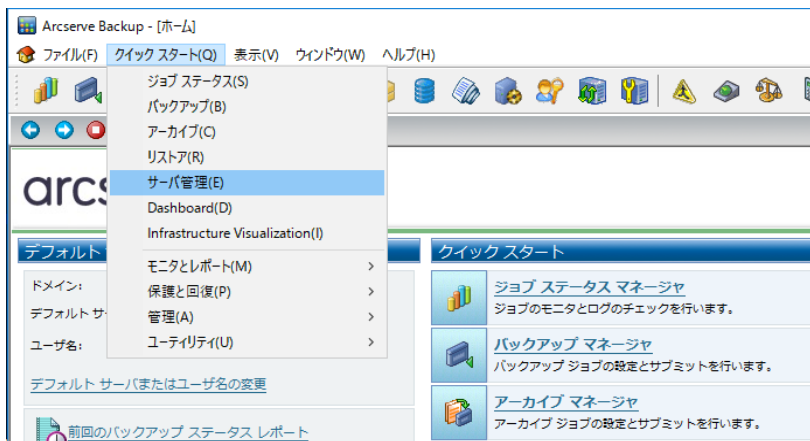 Arcserve Backup - [ホーム]
ファイル(F) クイック スタート(Q) 表示(V) ウィンドウ(W) ヘルプ(H)
ジョブ ステータス(S)
バックアップ(B)
アーカイブ(C)
リストア(R)
サーバ管理(E)
Dashboard(D)
Infrastructure Visualization(I)
モニタとレポート(M)
保護と回復(P)
管理(A)
ユーティリティ(U)
arcs
デフォルト
ドメイン:
デフォルト サ
ユーザ名:
デフォルト サーバまたはユーザ名の変更
前回のバックアップ ステータス レポート
クイック スタート
ジョブ ステータス マネージャ
ジョブのモニタとログのチェックを行います。
バックアップ マネージャ
バックアップ ジョブの設定とサブミットを行います。
アーカイブ マネージャ
アーカイブ ジョブの設定とサブミットを行います。